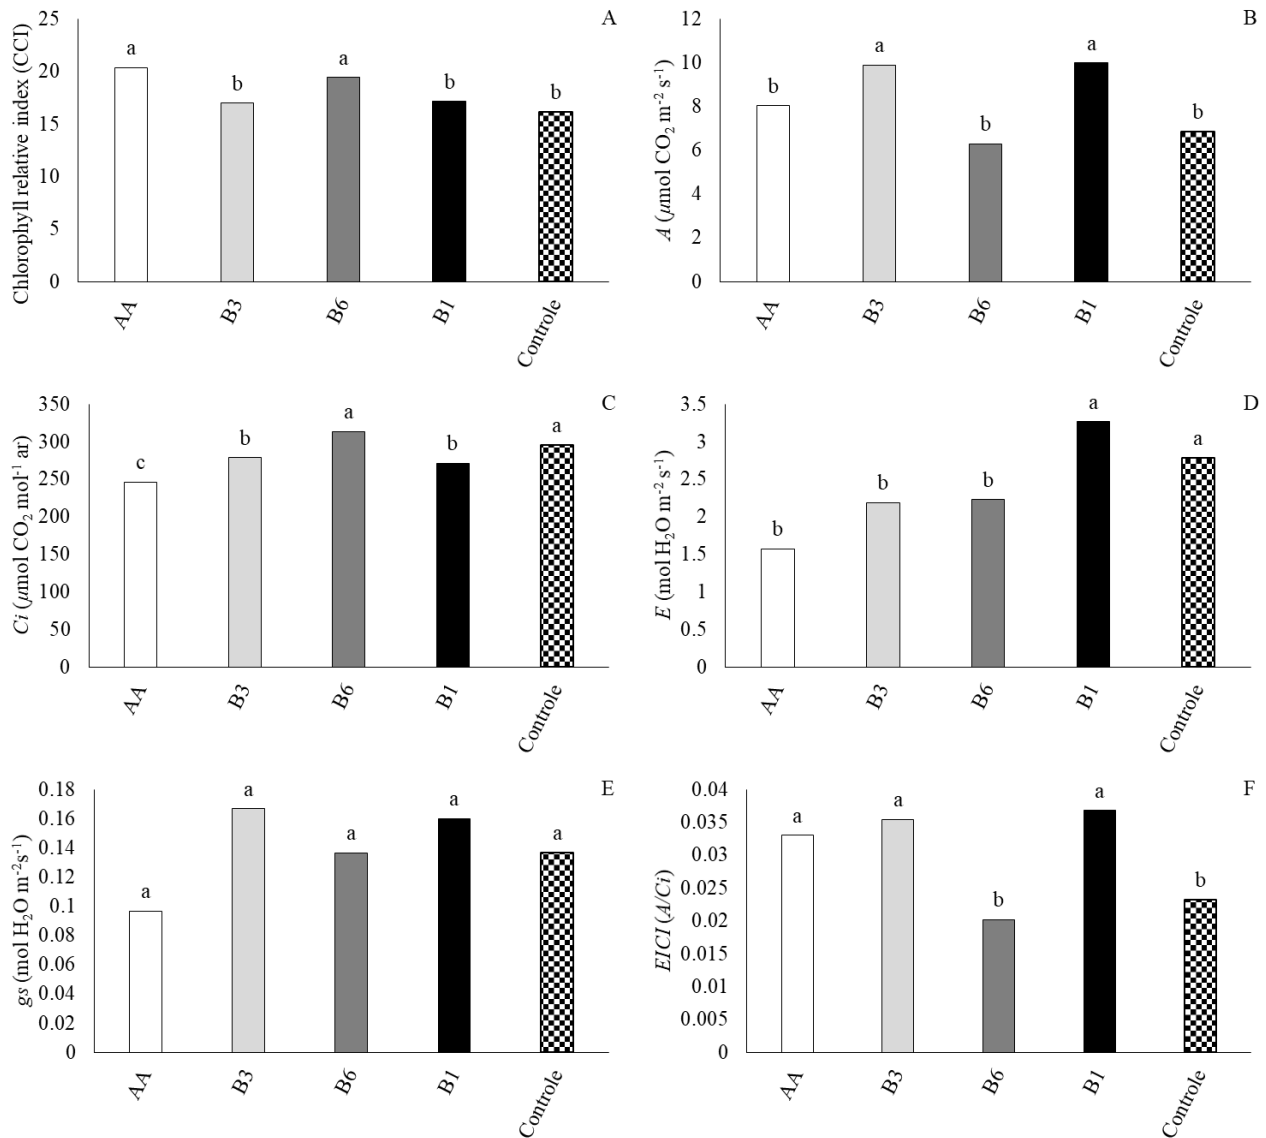 A
Chlorophyll relative index (CCI)
25
20
15
10
5
0
a
b
a
b
b
AA
B3
B6
B1
Controle
B
A (µmol CO₂ m⁻² s⁻¹)
12
10
8
6
4
2
0
b
a
b
a
b
AA
B3
B6
B1
Controle
C
Ci (µmol CO₂ mol⁻¹ ar)
350
300
250
200
150
100
50
0
c
b
a
b
a
AA
B3
B6
B1
Controle
D
E (mol H₂O m⁻² s⁻¹)
3.5
3
2.5
2
1.5
1
0.5
0
b
b
b
a
a
AA
B3
B6
B1
Controle
E
gs (mol H₂O m⁻²s⁻¹)
0.18
0.16
0.14
0.12
0.1
0.08
0.06
0.04
0.02
0
a
a
a
a
a
AA
B3
B6
B1
Controle
F
EICI (A/Ci)
0.04
0.035
0.03
0.025
0.02
0.015
0.01
0.005
0
a
a
b
a
b
AA
B3
B6
B1
Controle